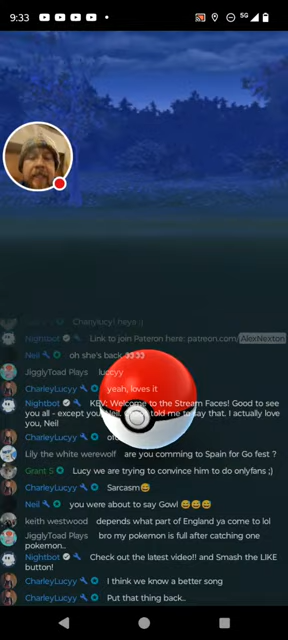 9:33
5G
Charlylucy! heya :)
Nightbot Link to join Pateron here: patreon.com/AlexNexton
Neil oh she's back
JigglyToad Plays luccyy
CharleyLucyy yeah, loves it
Nightbot KEV: Welcome to the Stream Faces! Good to see
you all - except you Neil. told me to say that. I actually love
you, Neil
CharleyLucyy
Lily the white werewolf are you comming to Spain for Go fest ?
Grant S Lucy we are trying to convince him to do onlyfans ;)
CharleyLucyy Sarcasm😅
Neil you were about to say Gowl 😅😅😅
keith westwood depends what part of England ya come to lol
JigglyToad Plays bro my pokemon is full after catching one
pokemon..
Nightbot Check out the latest video!! and Smash the LIKE
button!
CharleyLucyy I think we know a better song
CharleyLucyy Put that thing back..